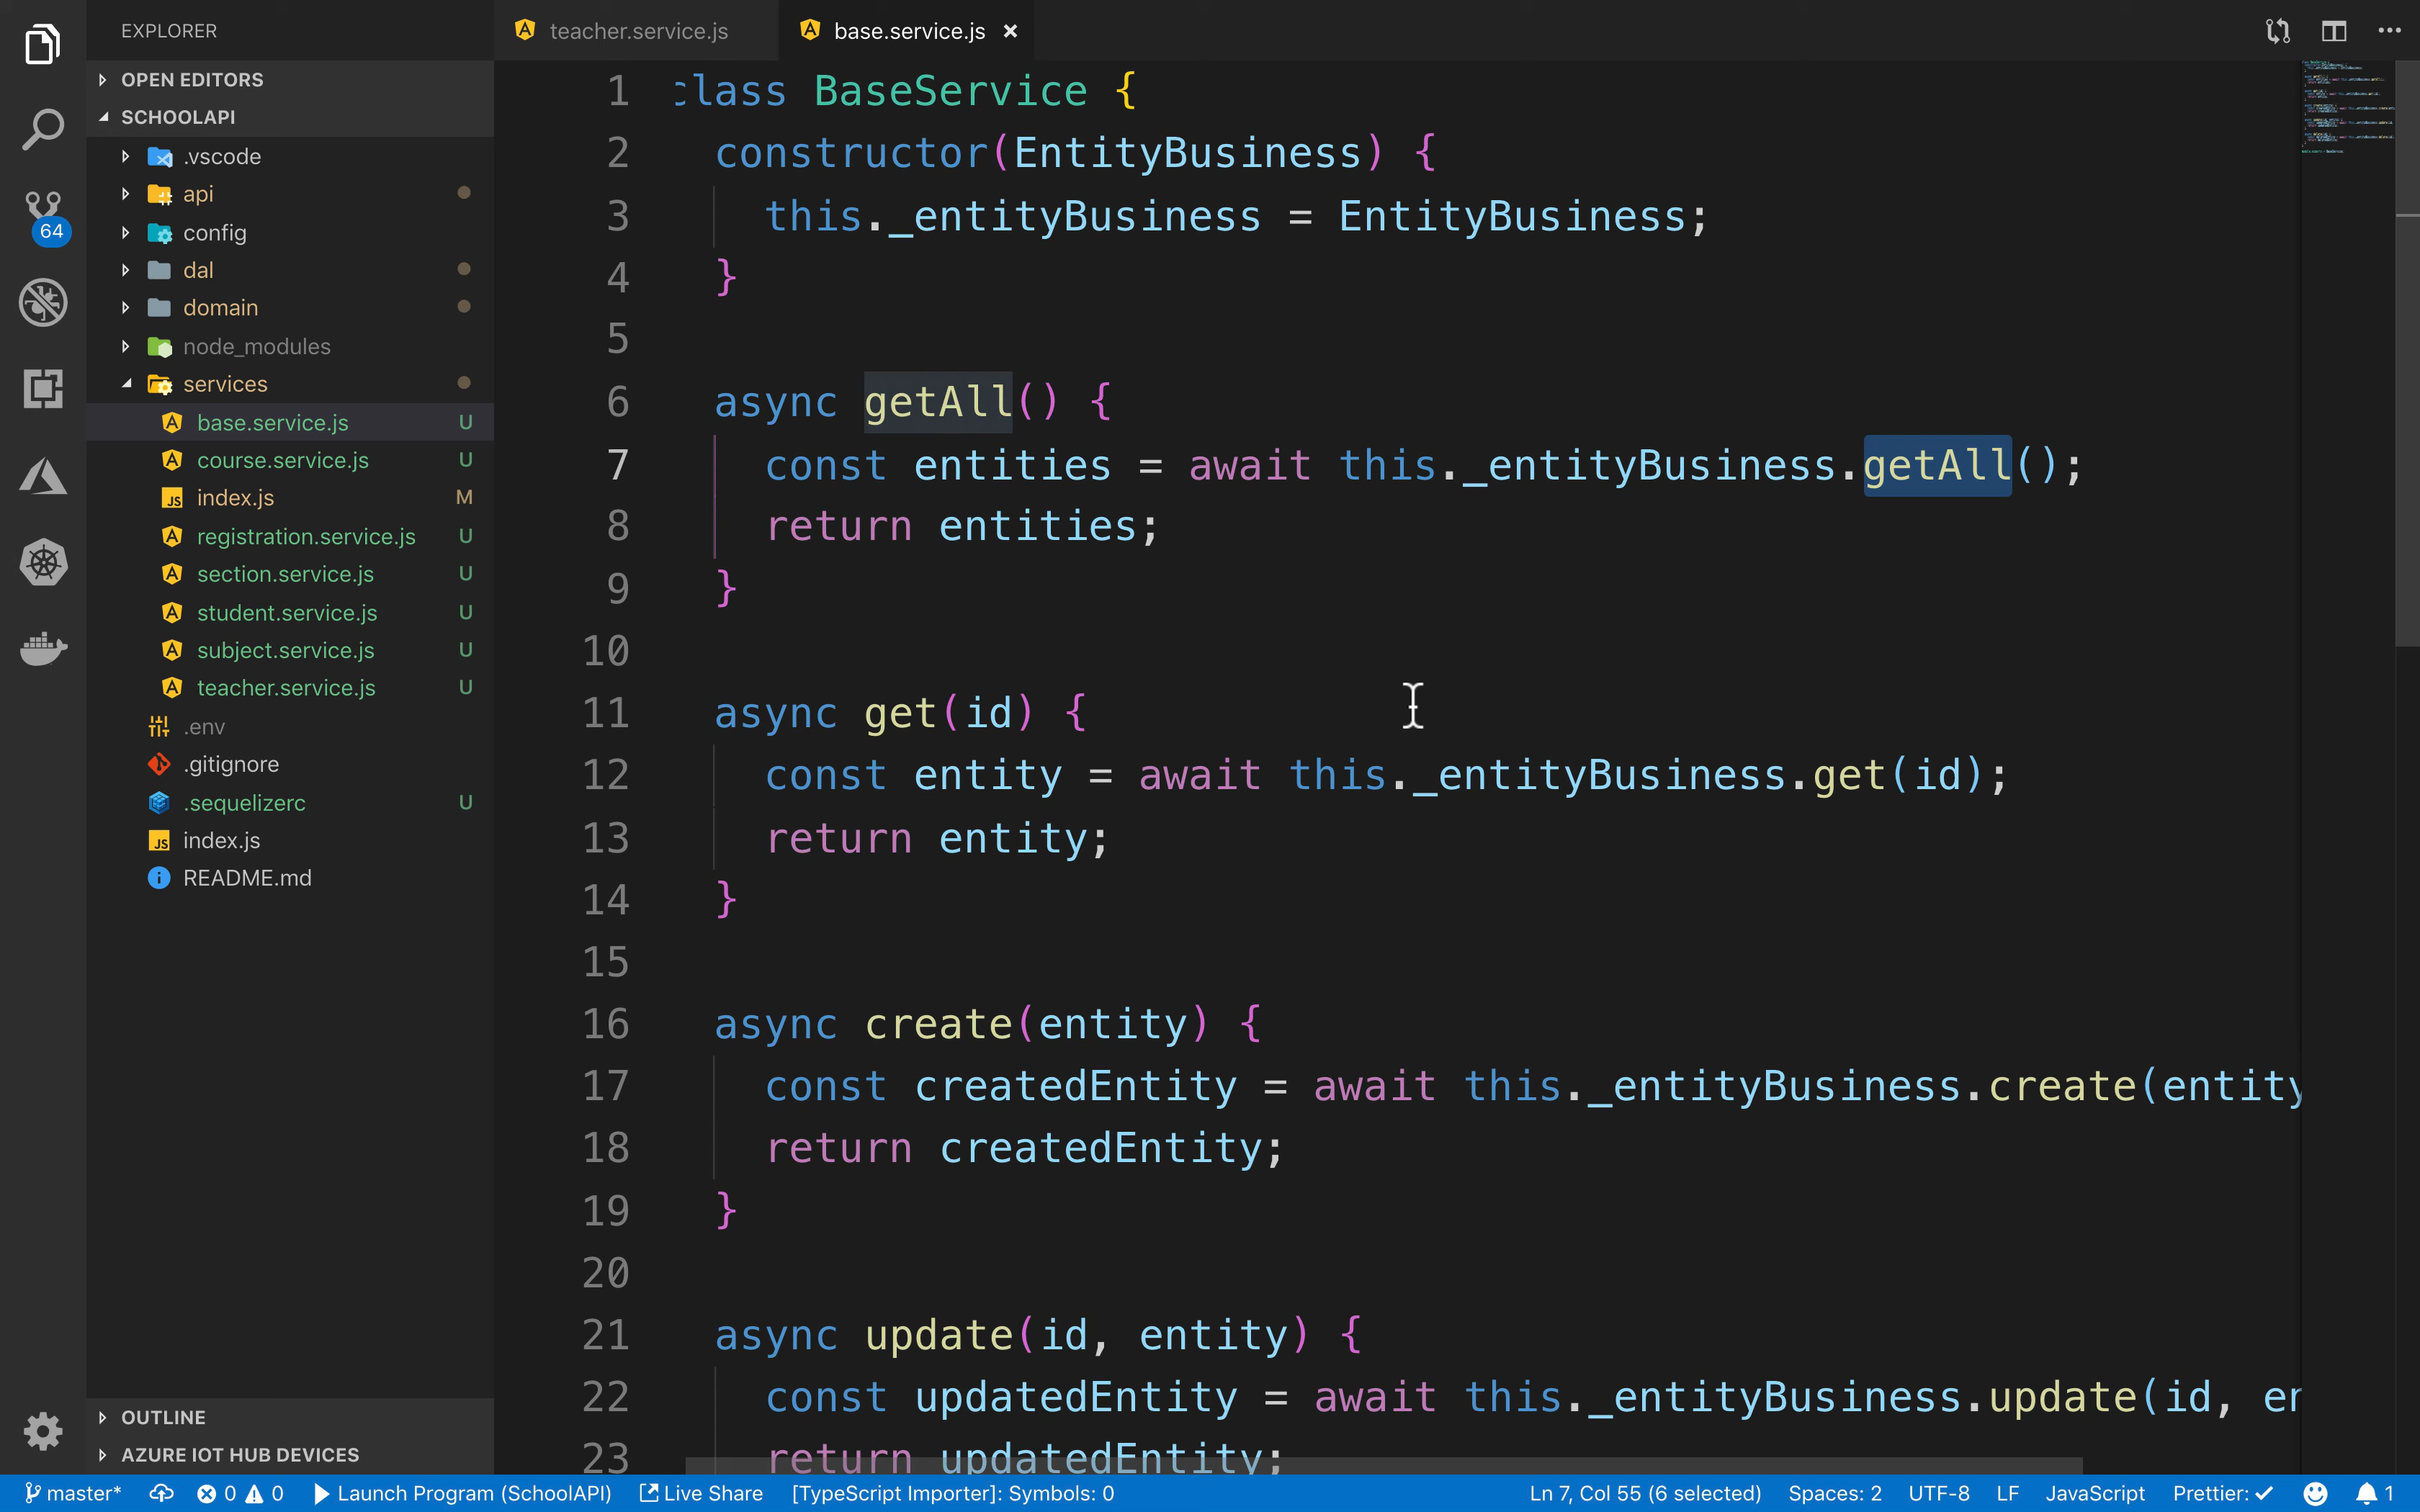 EXPLORER
OPEN EDITORS
SCHOOLAPI
.vscode
api
config
dal
domain
node_modules
services
base.service.js U
course.service.js U
index.js M
registration.service.js U
section.service.js U
student.service.js U
subject.service.js U
teacher.service.js U
.env
.gitignore
.sequelizerc U
index.js
README.md
OUTLINE
AZURE IOT HUB DEVICES
64
teacher.service.js base.service.js ×
1 class BaseService {
2 constructor(EntityBusiness) {
3 this._entityBusiness = EntityBusiness;
4 }
5
6 async getAll() {
7 const entities = await this._entityBusiness.getAll();
8 return entities;
9 }
10
11 async get(id) {
12 const entity = await this._entityBusiness.get(id);
13 return entity;
14 }
15
16 async create(entity) {
17 const createdEntity = await this._entityBusiness.create(entity
18 return createdEntity;
19 }
20
21 async update(id, entity) {
22 const updatedEntity = await this._entityBusiness.update(id, en
23 return updatedEntity;
master* 0 0 Launch Program (SchoolAPI) Live Share [TypeScript Importer]: Symbols: 0 Ln 7, Col 55 (6 selected) Spaces: 2 UTF-8 LF JavaScript Prettier: ✓ 1